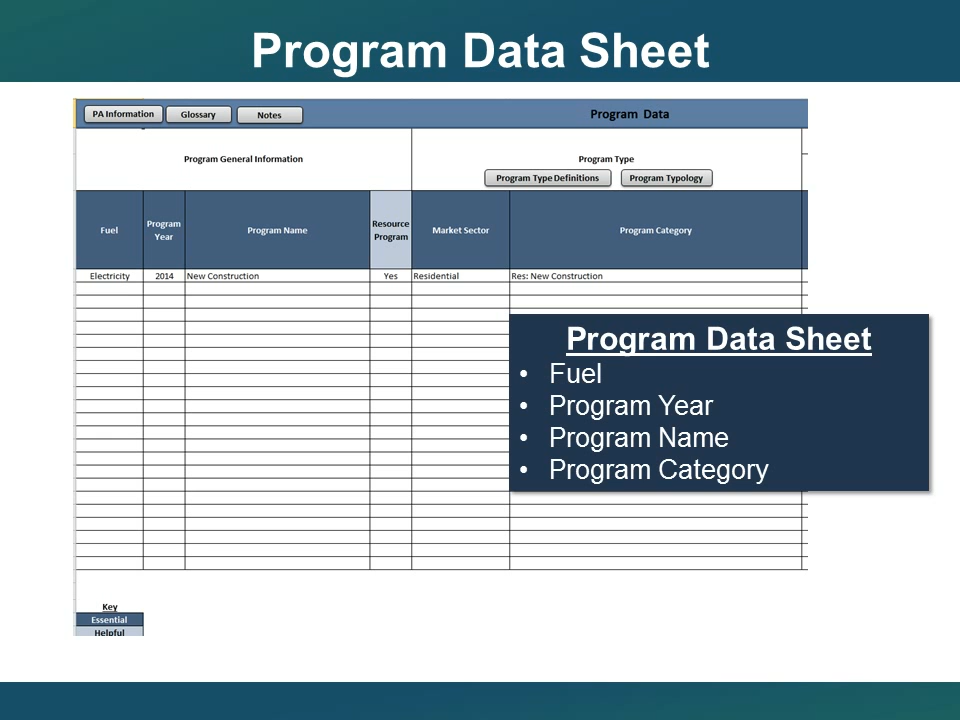 Program Data Sheet
PA Information Glossary Notes Program Data
Program General Information Program Type
Program Type Definitions Program Typology
Fuel Program Year Program Name Resource Program Market Sector Program Category
Electricity 2014 New Construction Yes Residential Res: New Construction
Program Data Sheet
• Fuel
• Program Year
• Program Name
• Program Category
Key
Essential
Helpful